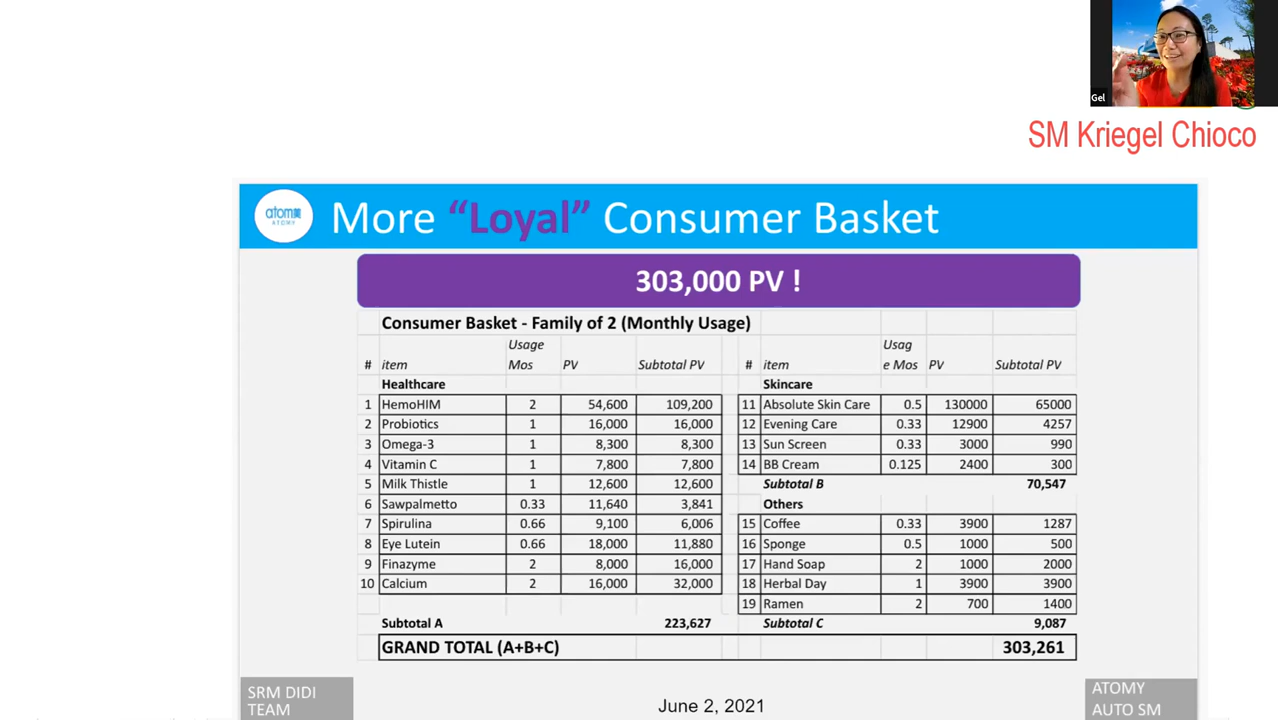 Gel
SM Kriegel Chioco
atom美
ATOMY
More “Loyal” Consumer Basket
303,000 PV !
Consumer Basket - Family of 2 (Monthly Usage)
# item Usage Mos PV Subtotal PV # item Usag e Mos PV Subtotal PV
Healthcare Skincare
1 HemoHIM 2 54,600 109,200 11 Absolute Skin Care 0.5 130000 65000
2 Probiotics 1 16,000 16,000 12 Evening Care 0.33 12900 4257
3 Omega-3 1 8,300 8,300 13 Sun Screen 0.33 3000 990
4 Vitamin C 1 7,800 7,800 14 BB Cream 0.125 2400 300
5 Milk Thistle 1 12,600 12,600 Subtotal B 70,547
6 Sawpalmetto 0.33 11,640 3,841 Others
7 Spirulina 0.66 9,100 6,006 15 Coffee 0.33 3900 1287
8 Eye Lutein 0.66 18,000 11,880 16 Sponge 0.5 1000 500
9 Finazyme 2 8,000 16,000 17 Hand Soap 2 1000 2000
10 Calcium 2 16,000 32,000 18 Herbal Day 1 3900 3900
19 Ramen 2 700 1400
Subtotal A 223,627 Subtotal C 9,087
GRAND TOTAL (A+B+C) 303,261
SRM DIDI
TEAM
June 2, 2021
ATOMY
AUTO SM